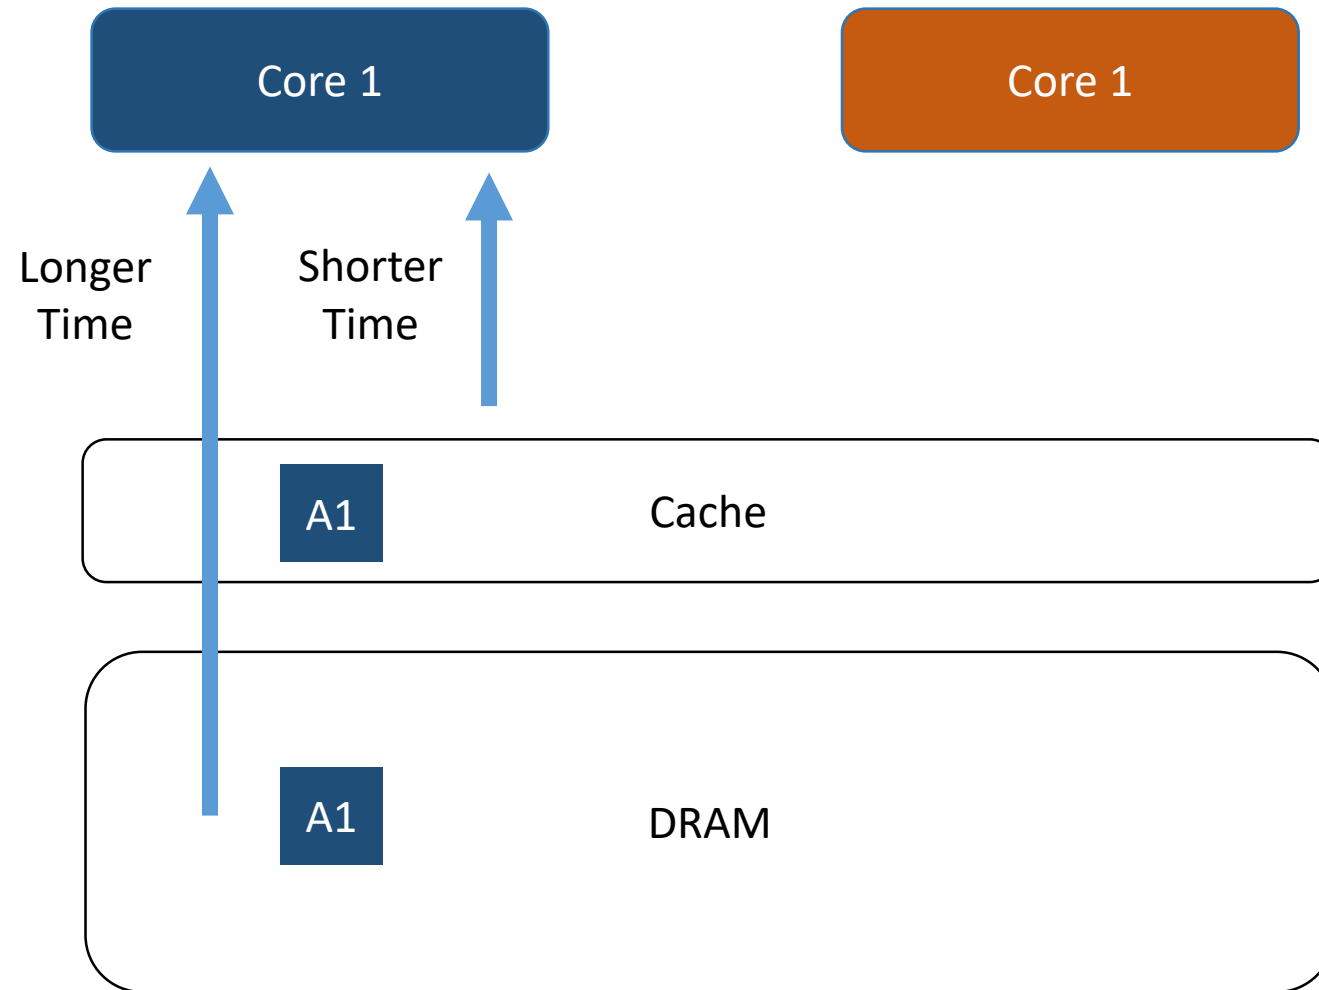 Core 1
Core 1
Longer
Time
Shorter
Time
A1
Cache
A1
DRAM